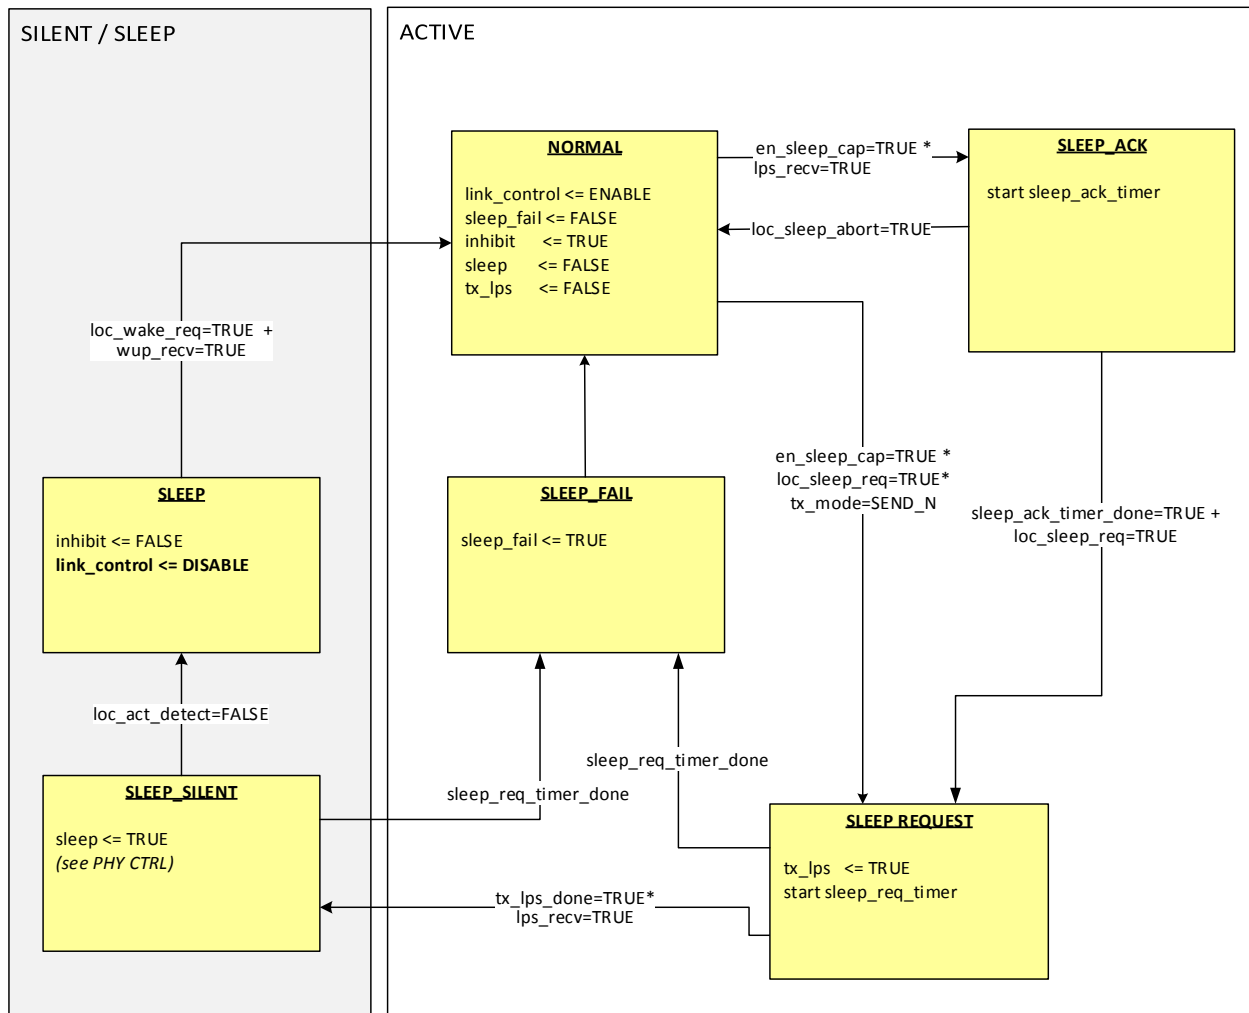 SILENT / SLEEP
ACTIVE
NORMAL
link_control <= ENABLE
sleep_fail <= FALSE
inhibit <= TRUE
sleep <= FALSE
tx_lps <= FALSE
en_sleep_cap=TRUE *
lps_recv=TRUE
loc_sleep_abort=TRUE
SLEEP_ACK
start sleep_ack_timer
loc_wake_req=TRUE +
wup_recv=TRUE
en_sleep_cap=TRUE *
loc_sleep_req=TRUE*
tx_mode=SEND_N
sleep_ack_timer_done=TRUE +
loc_sleep_req=TRUE
SLEEP
inhibit <= FALSE
link_control <= DISABLE
SLEEP_FAIL
sleep_fail <= TRUE
loc_act_detect=FALSE
sleep_req_timer_done
sleep_req_timer_done
SLEEP_SILENT
sleep <= TRUE
(see PHY CTRL)
tx_lps_done=TRUE*
lps_recv=TRUE
SLEEP REQUEST
tx_lps <= TRUE
start sleep_req_timer